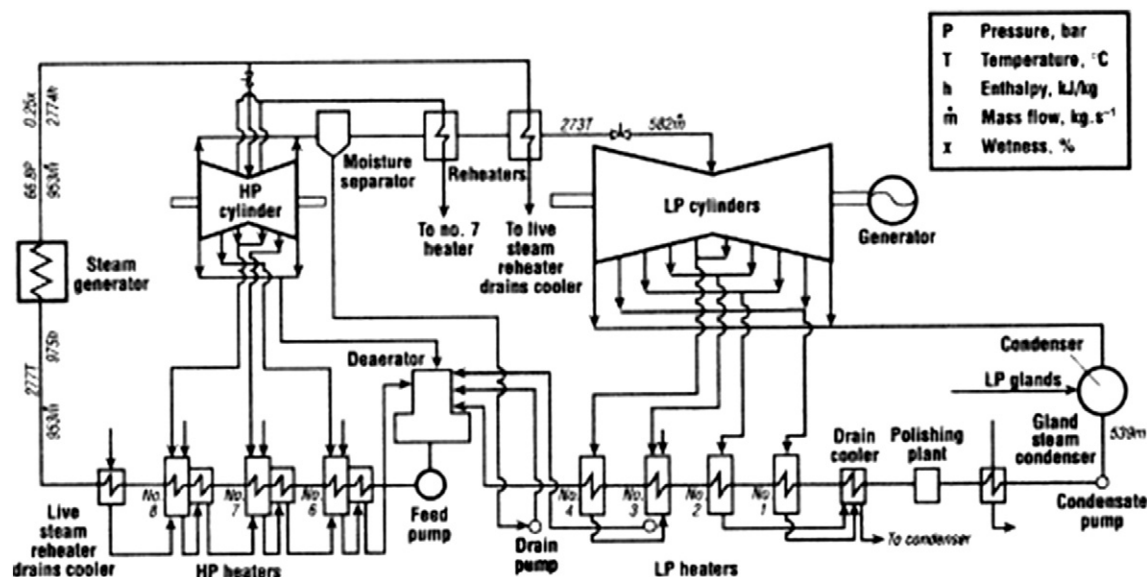 P Pressure, bar
T Temperature, °C
h Enthalpy, kJ/kg
ṁ Mass flow, kg.s⁻¹
x Wetness, %
0.25x
2774h
66.8P
953ṁ
HP
cylinder
Moisture
separator
Reheaters
273T
582ṁ
LP cylinders
Generator
To no. 7
heater
To live
steam
reheater
drains cooler
Steam
generator
277T
975h
953ṁ
Deaerator
Condenser
LP glands
Gland
steam
condenser
539m
Drain
cooler
Polishing
plant
Condensate
pump
No.
8
No.
7
No.
6
Feed
pump
No.
4
No.
3
No.
2
No.
1
Live
steam
reheater
drains cooler
HP heaters
Drain
pump
LP heaters
To condenser